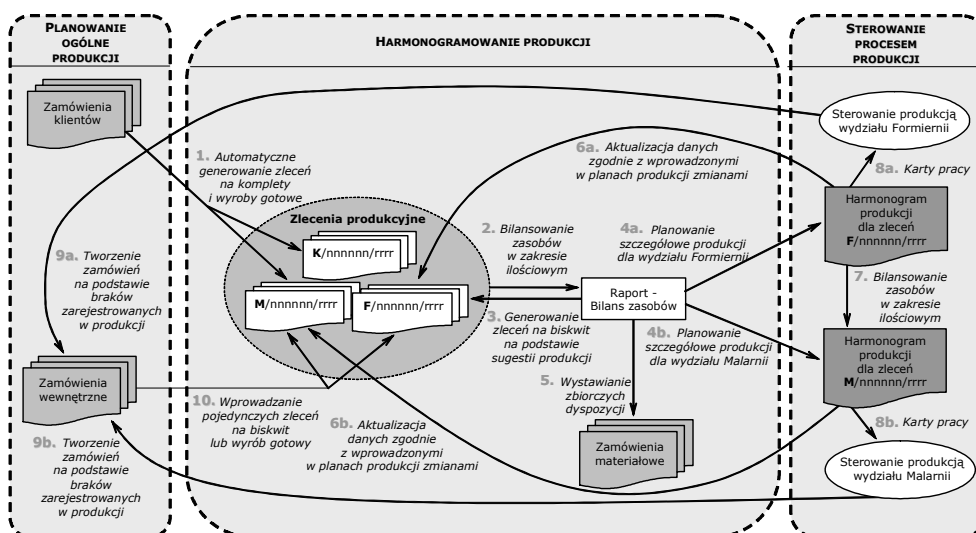 PLANOWANIE
OGÓLNE
PRODUKCJI
HARMONOGRAMOWANIE PRODUKCJI
STEROWANIE
PROCESEM
PRODUKCJI
Zamówienia
klientów
1. Automatyczne
generowanie zleceń
na komplety
i wyroby gotowe
6a. Aktualizacja danych
zgodnie z wprowadzonymi
w planach produkcji zmianami
Sterowanie produkcją
wydziału Formierni
8a. Karty pracy
Zlecenia produkcyjne
K/nnnnnn/rrrr
M/nnnnnn/rrrr
F/nnnnnn/rrrr
2. Bilansowanie
zasobów
w zakresie
ilościowym
4a. Planowanie
szczegółowe produkcji
dla wydziału Formierni
Harmonogram
produkcji
dla zleceń
F/nnnnnn/rrrr
9a. Tworzenie
zamówień
na podstawie
braków
zarejestrowanych
w produkcji
Raport -
Bilans zasobów
7. Bilansowanie
zasobów
w zakresie
ilościowym
3. Generowanie
zleceń na biskwit
na podstawie
sugestii produkcji
4b. Planowanie
szczegółowe produkcji
dla wydziału Malarni
Harmonogram
produkcji
dla zleceń
M/nnnnnn/rrrr
Zamówienia
wewnętrzne
10. Wprowadzanie
pojedynczych zleceń
na biskwit
lub wyrób gotowy
5. Wystawianie
zbiorczych
dyspozycji
6b. Aktualizacja
danych zgodnie
z wprowadzonymi
w planach produkcji zmianami
8b. Karty pracy
9b. Tworzenie
zamówień
na podstawie
braków
zarejestrowanych
w produkcji
Zamówienia
materiałowe
Sterowanie produkcją
wydziału Malarnii